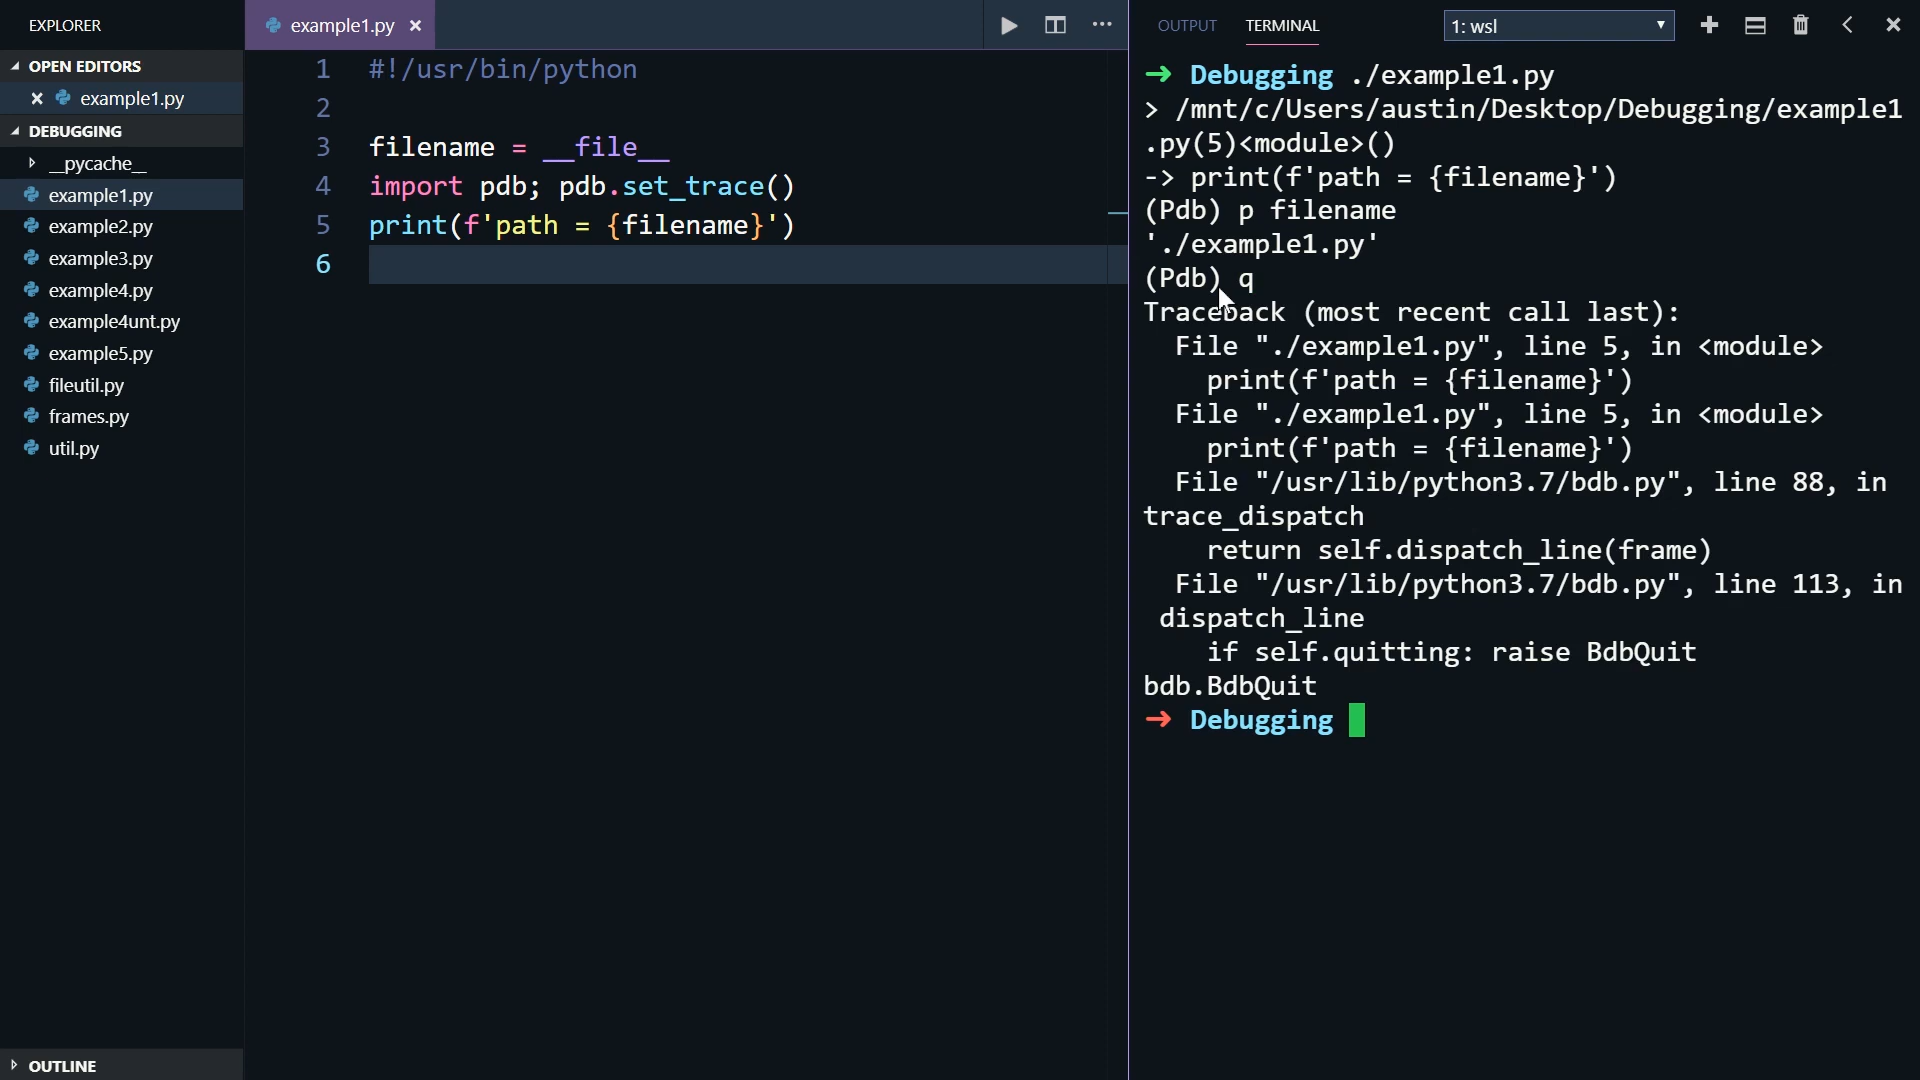 EXPLORER
OPEN EDITORS
example1.py
DEBUGGING
__pycache__
example1.py
example2.py
example3.py
example4.py
example4unt.py
example5.py
fileutil.py
frames.py
util.py
OUTLINE
example1.py
1 #!/usr/bin/python
2
3 filename = __file__
4 import pdb; pdb.set_trace()
5 print(f'path = {filename}')
6
OUTPUT TERMINAL 1: wsl
➜ Debugging ./example1.py
> /mnt/c/Users/austin/Desktop/Debugging/example1
.py(5)<module>()
-> print(f'path = {filename}')
(Pdb) p filename
'./example1.py'
(Pdb) q
Traceback (most recent call last):
File "./example1.py", line 5, in <module>
print(f'path = {filename}')
File "./example1.py", line 5, in <module>
print(f'path = {filename}')
File "/usr/lib/python3.7/bdb.py", line 88, in
trace_dispatch
return self.dispatch_line(frame)
File "/usr/lib/python3.7/bdb.py", line 113, in
dispatch_line
if self.quitting: raise BdbQuit
bdb.BdbQuit
➜ Debugging